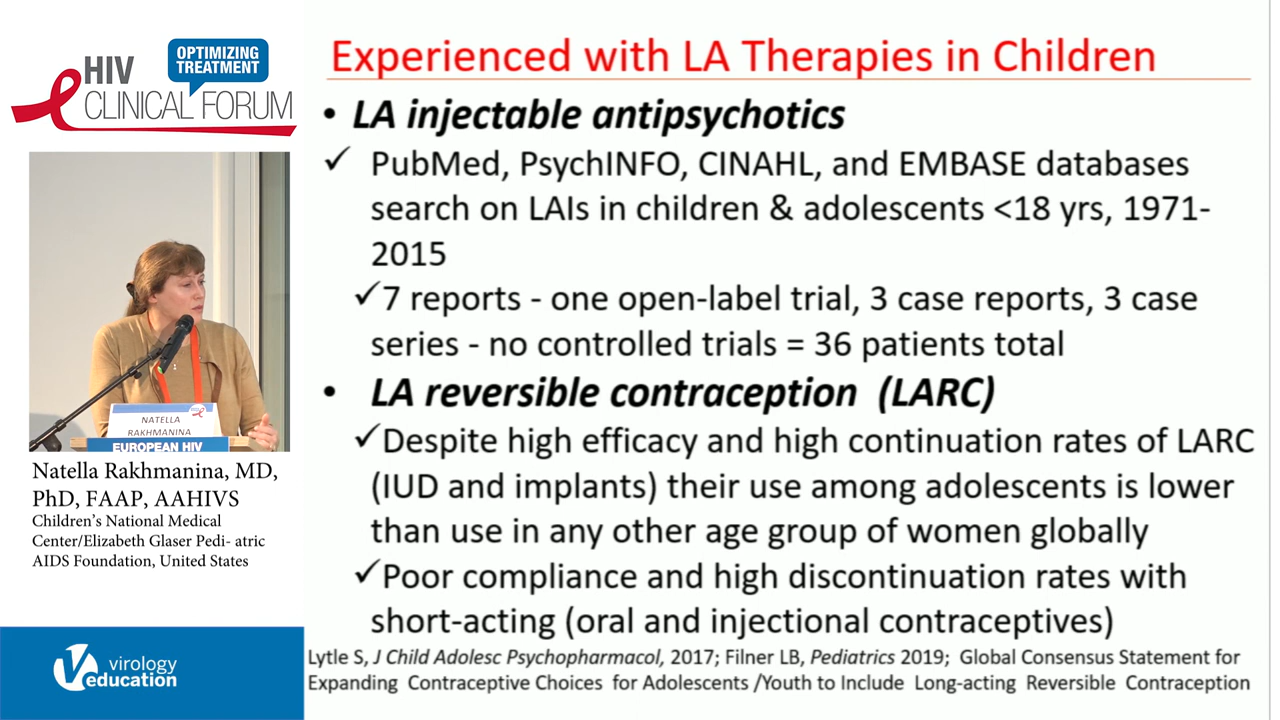 HIV
OPTIMIZING
TREATMENT
CLINICAL FORUM
NATELLA
RAKHMANINA
EUROPEAN HIV
Natella Rakhmanina, MD,
PhD, FAAP, AAHIVS
Children’s National Medical
Center/Elizabeth Glaser Pedi- atric
AIDS Foundation, United States
virology
education
Experienced with LA Therapies in Children
• LA injectable antipsychotics
✓ PubMed, PsychINFO, CINAHL, and EMBASE databases
search on LAIs in children & adolescents <18 yrs, 1971-
2015
✓7 reports - one open-label trial, 3 case reports, 3 case
series - no controlled trials = 36 patients total
• LA reversible contraception (LARC)
✓Despite high efficacy and high continuation rates of LARC
(IUD and implants) their use among adolescents is lower
than use in any other age group of women globally
✓Poor compliance and high discontinuation rates with
short-acting (oral and injectional contraceptives)
Lytle S, J Child Adolesc Psychopharmacol, 2017; Filner LB, Pediatrics 2019; Global Consensus Statement for
Expanding Contraceptive Choices for Adolescents /Youth to Include Long-acting Reversible Contraception